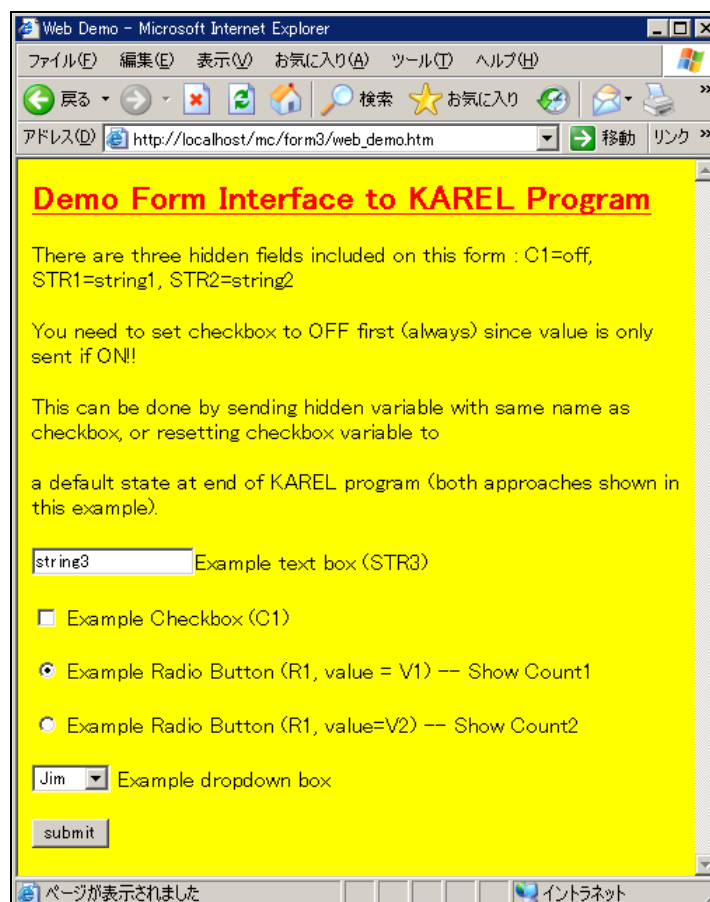 Web Demo - Microsoft Internet Explorer
ファイル(F) 編集(E) 表示(V) お気に入り(A) ツール(T) ヘルプ(H)
戻る 検索 お気に入り »
アドレス(D) http://localhost/mc/form3/web_demo.htm 移動 リンク »
Demo Form Interface to KAREL Program
There are three hidden fields included on this form : C1=off,
STR1=string1, STR2=string2
You need to set checkbox to OFF first (always) since value is only
sent if ON!!
This can be done by sending hidden variable with same name as
checkbox, or resetting checkbox variable to
a default state at end of KAREL program (both approaches shown in
this example).
string3 Example text box (STR3)
Example Checkbox (C1)
Example Radio Button (R1, value = V1) -- Show Count1
Example Radio Button (R1, value=V2) -- Show Count2
Jim Example dropdown box
submit
ページが表示されました イントラネット